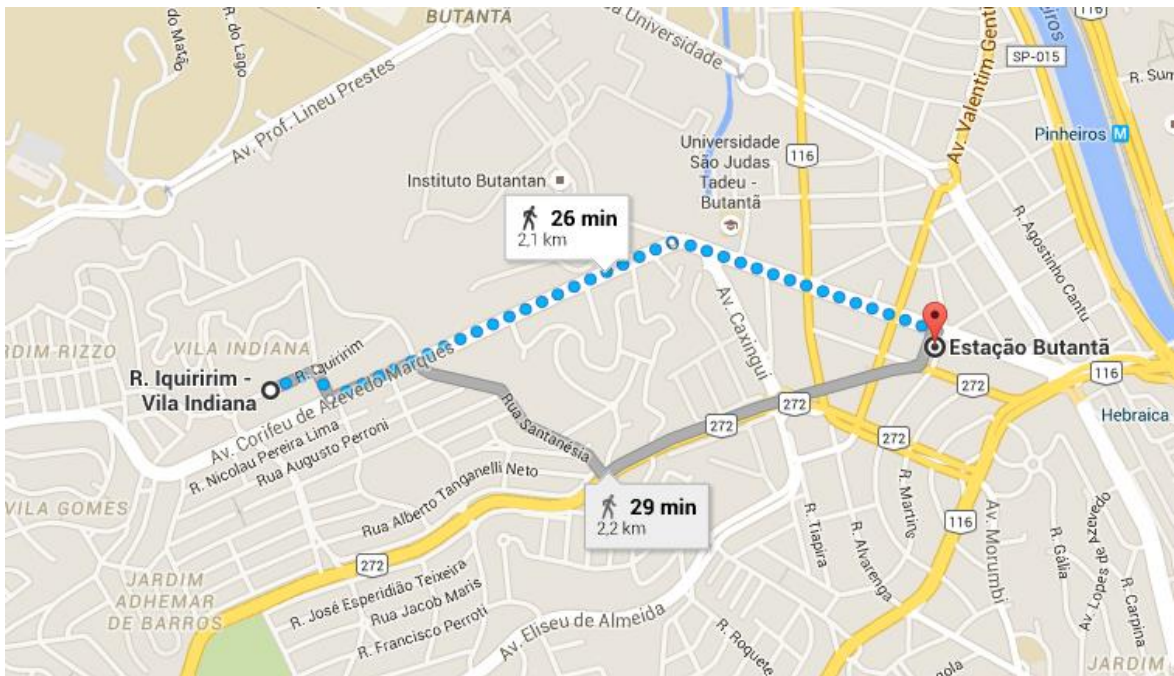 BUTANTÃ
do Matão
R. do Lago
Av. Prof. Lineu Prestes
a Universidade
Av. Valentim Gent
116
SP-015
R. Sum
Pinheiros
M
iros
Universidade
São Judas
Tadeu -
Butantã
116
Instituto Butantan
26 min
2,1 km
R. Agostinho Cantu
Av. Caxingui
RDIM RIZZO
VILA INDIANA
R. Iquiririm
R. Iquiririm -
Vila Indiana
Estação Butantã
116
272
272
272
272
Hebraica
Av. Corifeu de Azevedo Marques
R. Nicolau Pereira Lima
Rua Augusto Perroni
Rua Santanésia
Rua Alberto Tanganelli Neto
29 min
2,2 km
VILA GOMES
272
116
R. Martins
Av. Morumbi
R. Tiapira
R. Alvarenga
R. Gália
Av. Lopes de Azevedo
R. Carpina
JARDIM
ADHEMAR
DE BARROS
R. José Esperidião Teixeira
Rua Jacob Maris
R. Francisco Perroti
Av. Eliseu de Almeida
R. Roquete
nola
JARDIM